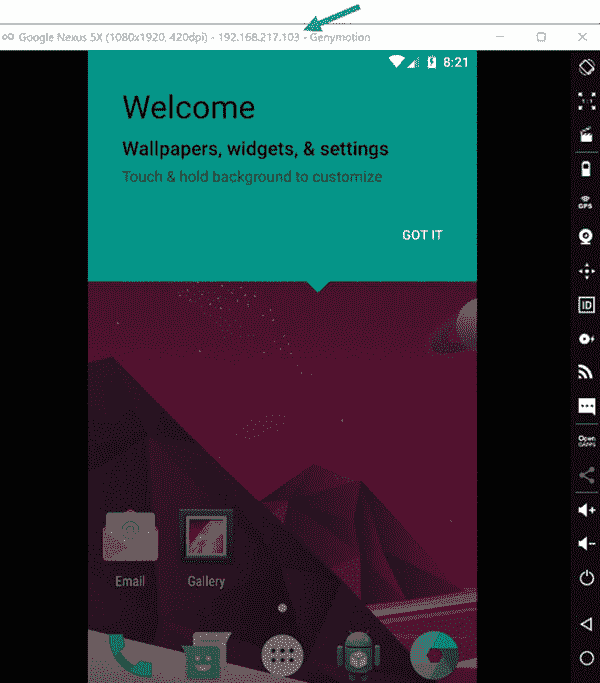 Google Nexus 5X (1080x1920, 420dpi) - 192.168.217.103 - Genymotion
8:21
Welcome
Wallpapers, widgets, & settings
Touch & hold background to customize
GOT IT
GPS
ID
Open
GAPPS
Email
Gallery